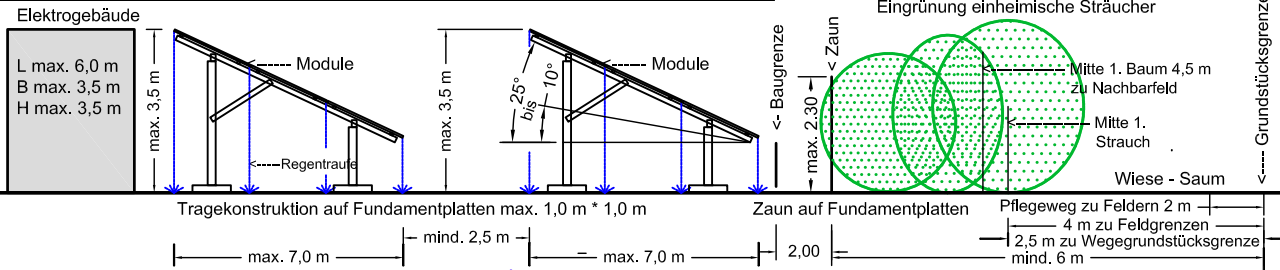 Elektrogebäude
L max. 6,0 m
B max. 3,5 m
H max. 3,5 m
max. 3,5 m
<---- Module
<----Regentraufe
max. 3,5 m
25°
bis
10°
<---- Module
<- Baugrenze
< Zaun
max. 2.30
Eingrünung einheimische Sträucher
<---- Mitte 1. Baum 4,5 m
zu Nachbarfeld
<------ Mitte 1.
Strauch
Wiese - Saum
<---- Grundstücksgrenze
Tragekonstruktion auf Fundamentplatten max. 1,0 m * 1,0 m
Zaun auf Fundamentplatten
Pflegeweg zu Feldern 2 m
4 m zu Feldgrenzen
mind. 2,5 m
2,5 m zu Wegegrundstücksgrenze
max. 7,0 m
max. 7,0 m
2,00
mind. 6 m